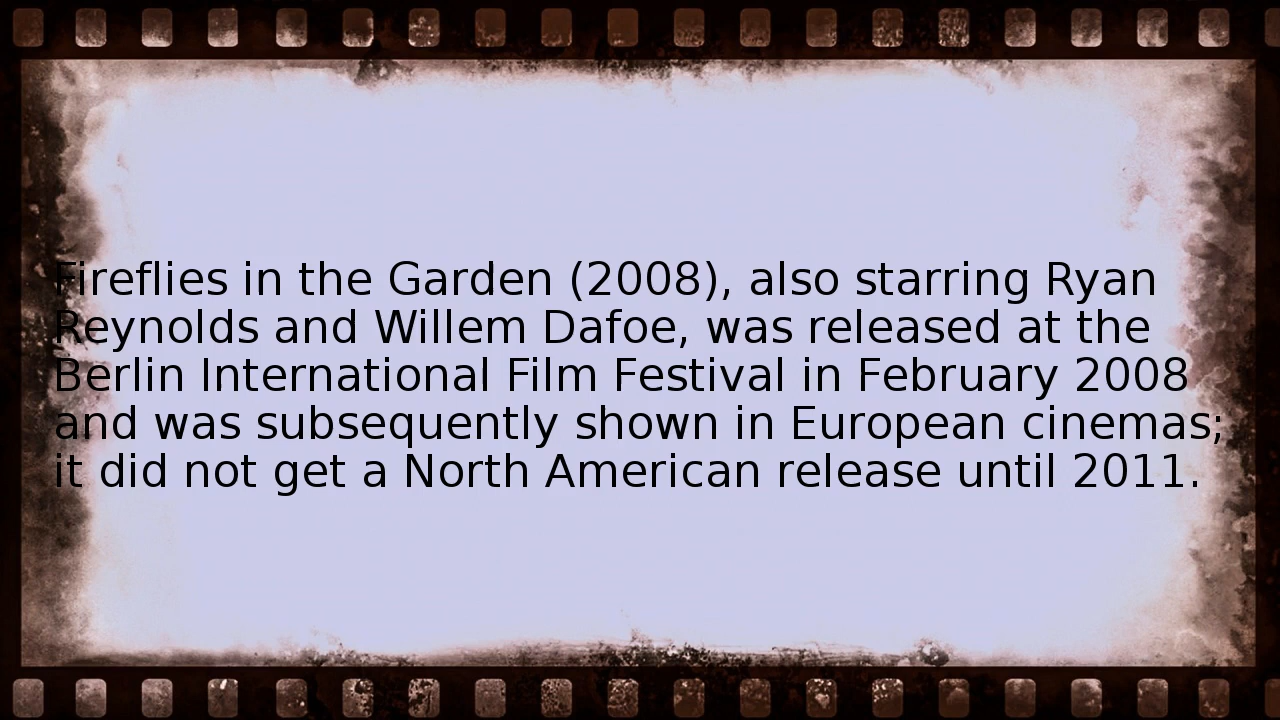 Fireflies in the Garden (2008), also starring Ryan
Reynolds and Willem Dafoe, was released at the
Berlin International Film Festival in February 2008
and was subsequently shown in European cinemas;
it did not get a North American release until 2011.